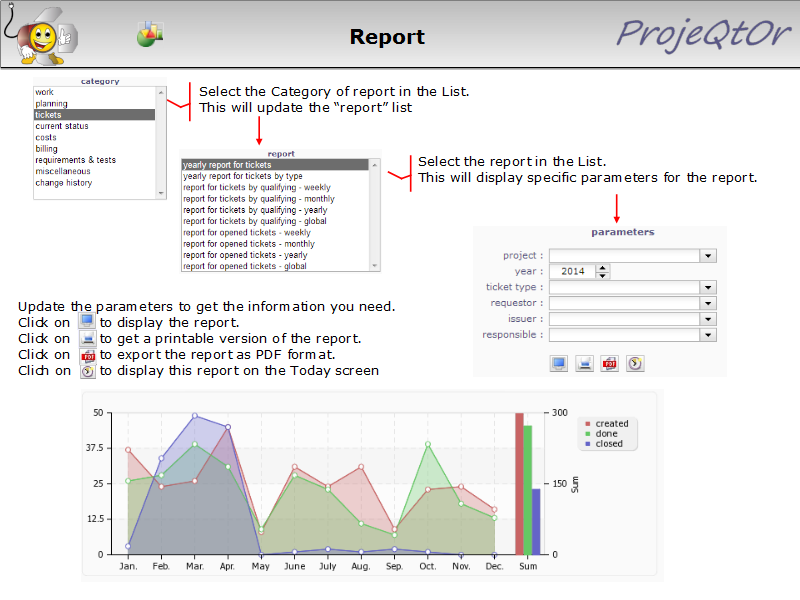 Report
ProjeQtOr
category
work
planning
tickets
current status
costs
billing
requirements & tests
miscellaneous
change history
Select the Category of report in the List.
This will update the “report” list
report
yearly report for tickets
yearly report for tickets by type
report for tickets by qualifying - weekly
report for tickets by qualifying - monthly
report for tickets by qualifying - yearly
report for tickets by qualifying - global
report for opened tickets - weekly
report for opened tickets - monthly
report for opened tickets - yearly
report for opened tickets - global
Select the report in the List.
This will display specific parameters for the report.
parameters
project :
year : 2014
ticket type :
requestor :
issuer :
responsible :
PDF
Update the parameters to get the information you need.
Click on to display the report.
Click on to get a printable version of the report.
Click on PDF to export the report as PDF format.
Clich on to display this report on the Today screen
50
37.5
25
12.5
0
300
150
0
Sum
created
done
closed
Jan. Feb. Mar. Apr. May June July Aug. Sep. Oct. Nov. Dec. Sum